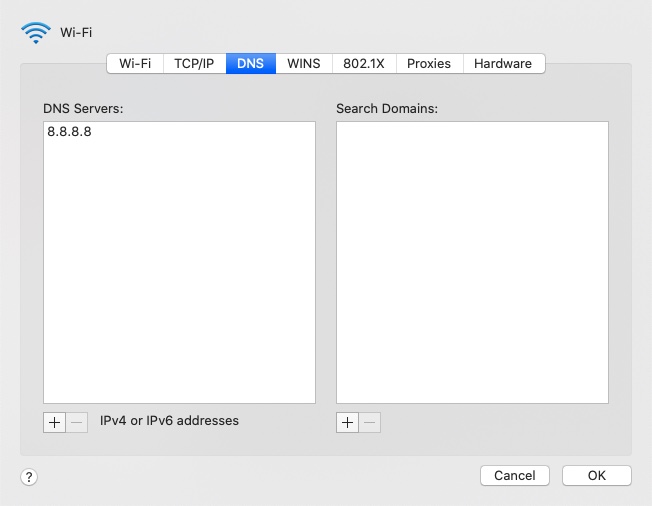 Wi-Fi
Wi-Fi TCP/IP DNS WINS 802.1X Proxies Hardware
DNS Servers: Search Domains:
8.8.8.8
+ − IPv4 or IPv6 addresses + −
? Cancel OK